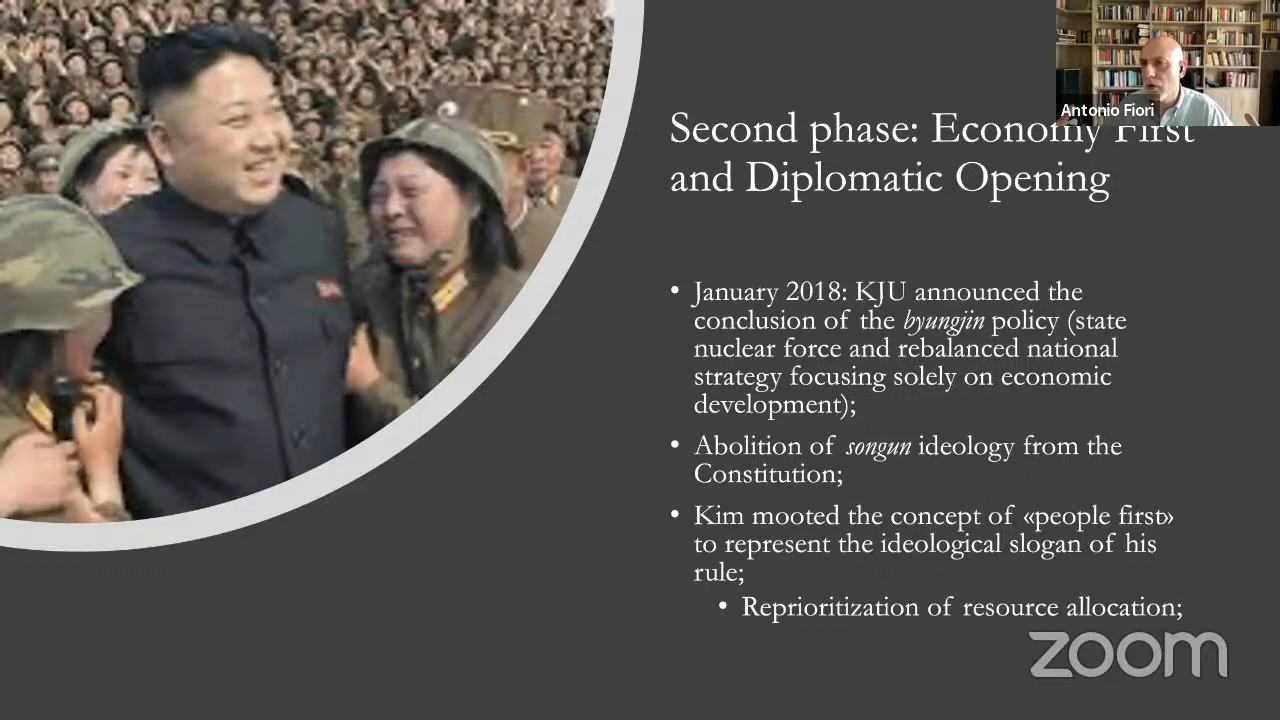 Antonio Fiori
Second phase: Economy First
and Diplomatic Opening
• January 2018: KJU announced the
conclusion of the byungjin policy (state
nuclear force and rebalanced national
strategy focusing solely on economic
development);
• Abolition of songun ideology from the
Constitution;
• Kim mooted the concept of «people first»
to represent the ideological slogan of his
rule;
• Reprioritization of resource allocation;
zoom